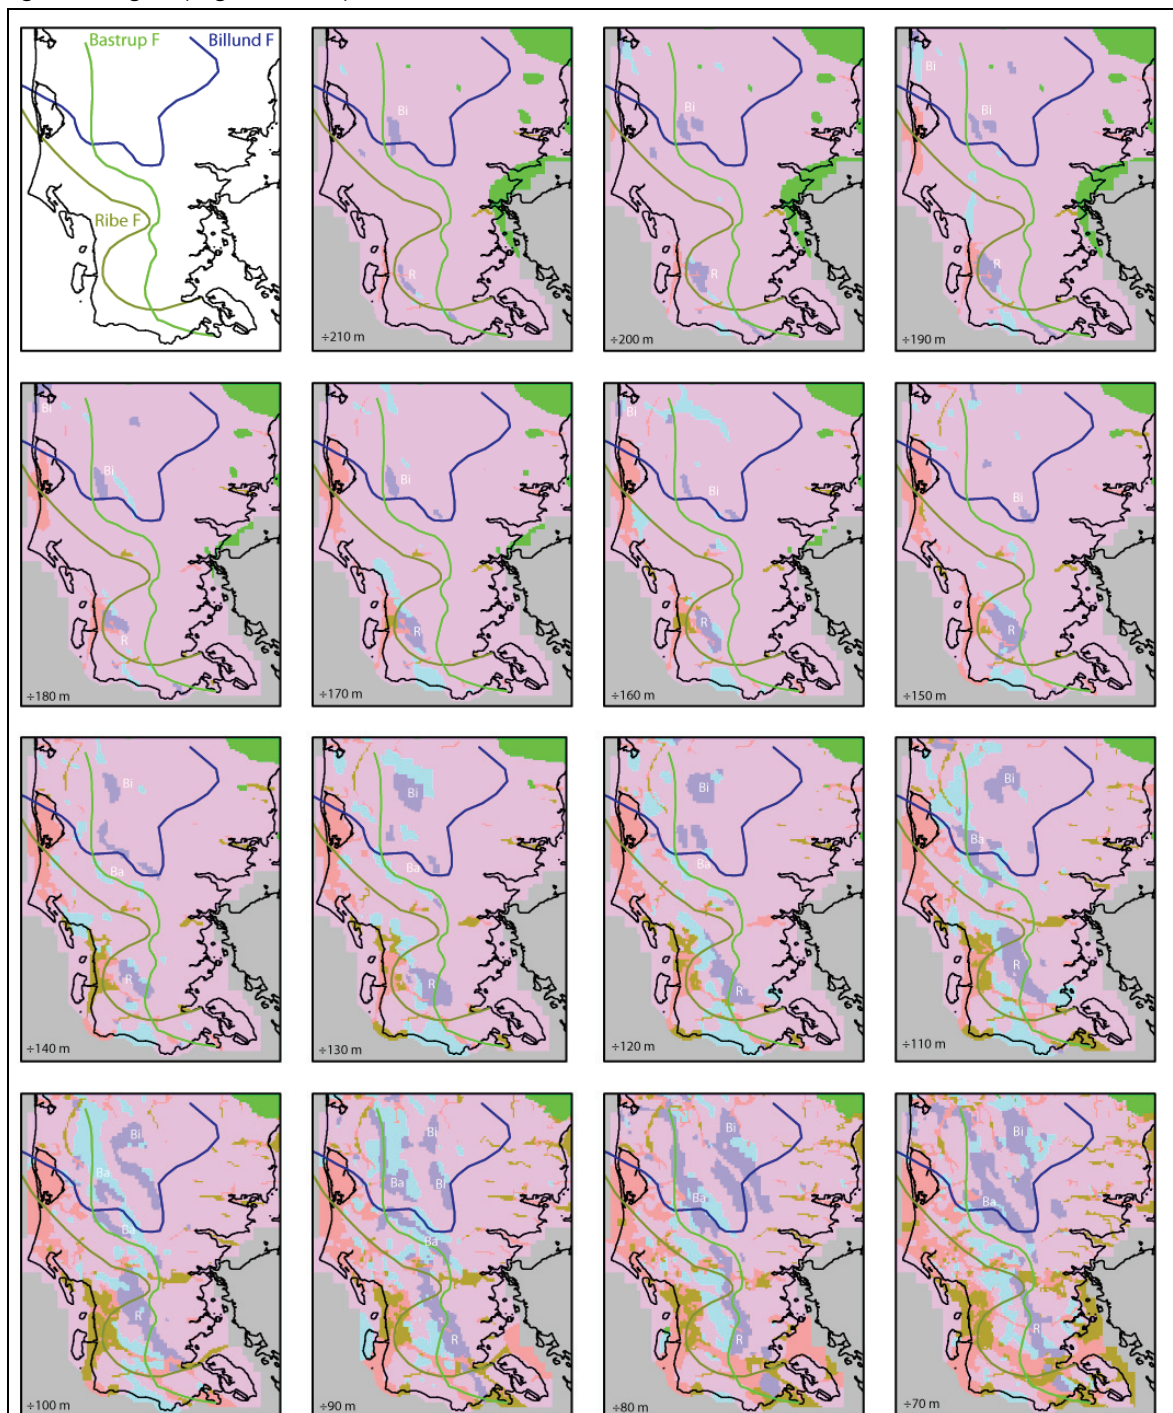 Bastrup F
Billund F
Ribe F
Bi
R
÷210 m
Bi
R
÷200 m
Bi
Bi
R
÷190 m
Bi
Bi
R
÷180 m
Bi
R
÷170 m
Bi
Bi
R
÷160 m
Bi
R
÷150 m
Bi
Ba
R
÷140 m
Bi
Ba
R
÷130 m
Bi
Ba
R
÷120 m
Bi
Ba
R
÷110 m
Bi
Ba
Ba
R
÷100 m
Bi
Ba
Bi
Ba
R
÷90 m
Bi
Ba
R
÷80 m
Bi
Ba
R
÷70 m